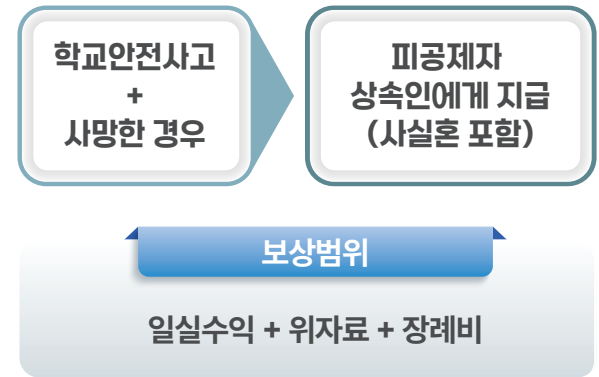 학교안전사고
+
사망한 경우
피공제자
상속인에게 지급
(사실혼 포함)
보상범위
일실수익 + 위자료 + 장례비